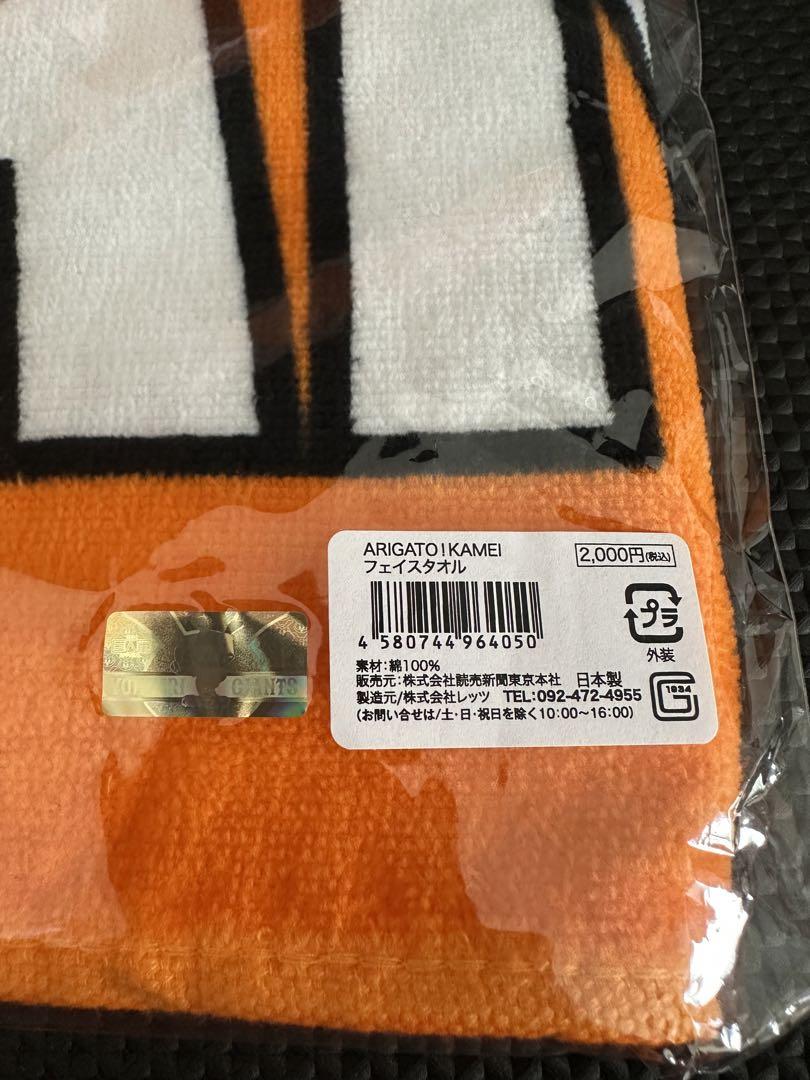 ARIGATO!KAMEI
フェイスタオル
2,000円(税込)
4 580744 964050
プラ
外装
素材:綿100%
販売元:株式会社読売新聞東京本社 日本製
製造元/株式会社レッツ TEL:092-472-4955
(お問い合せは/土・日・祝日を除く10:00～16:00)
G 1934
GIANTS